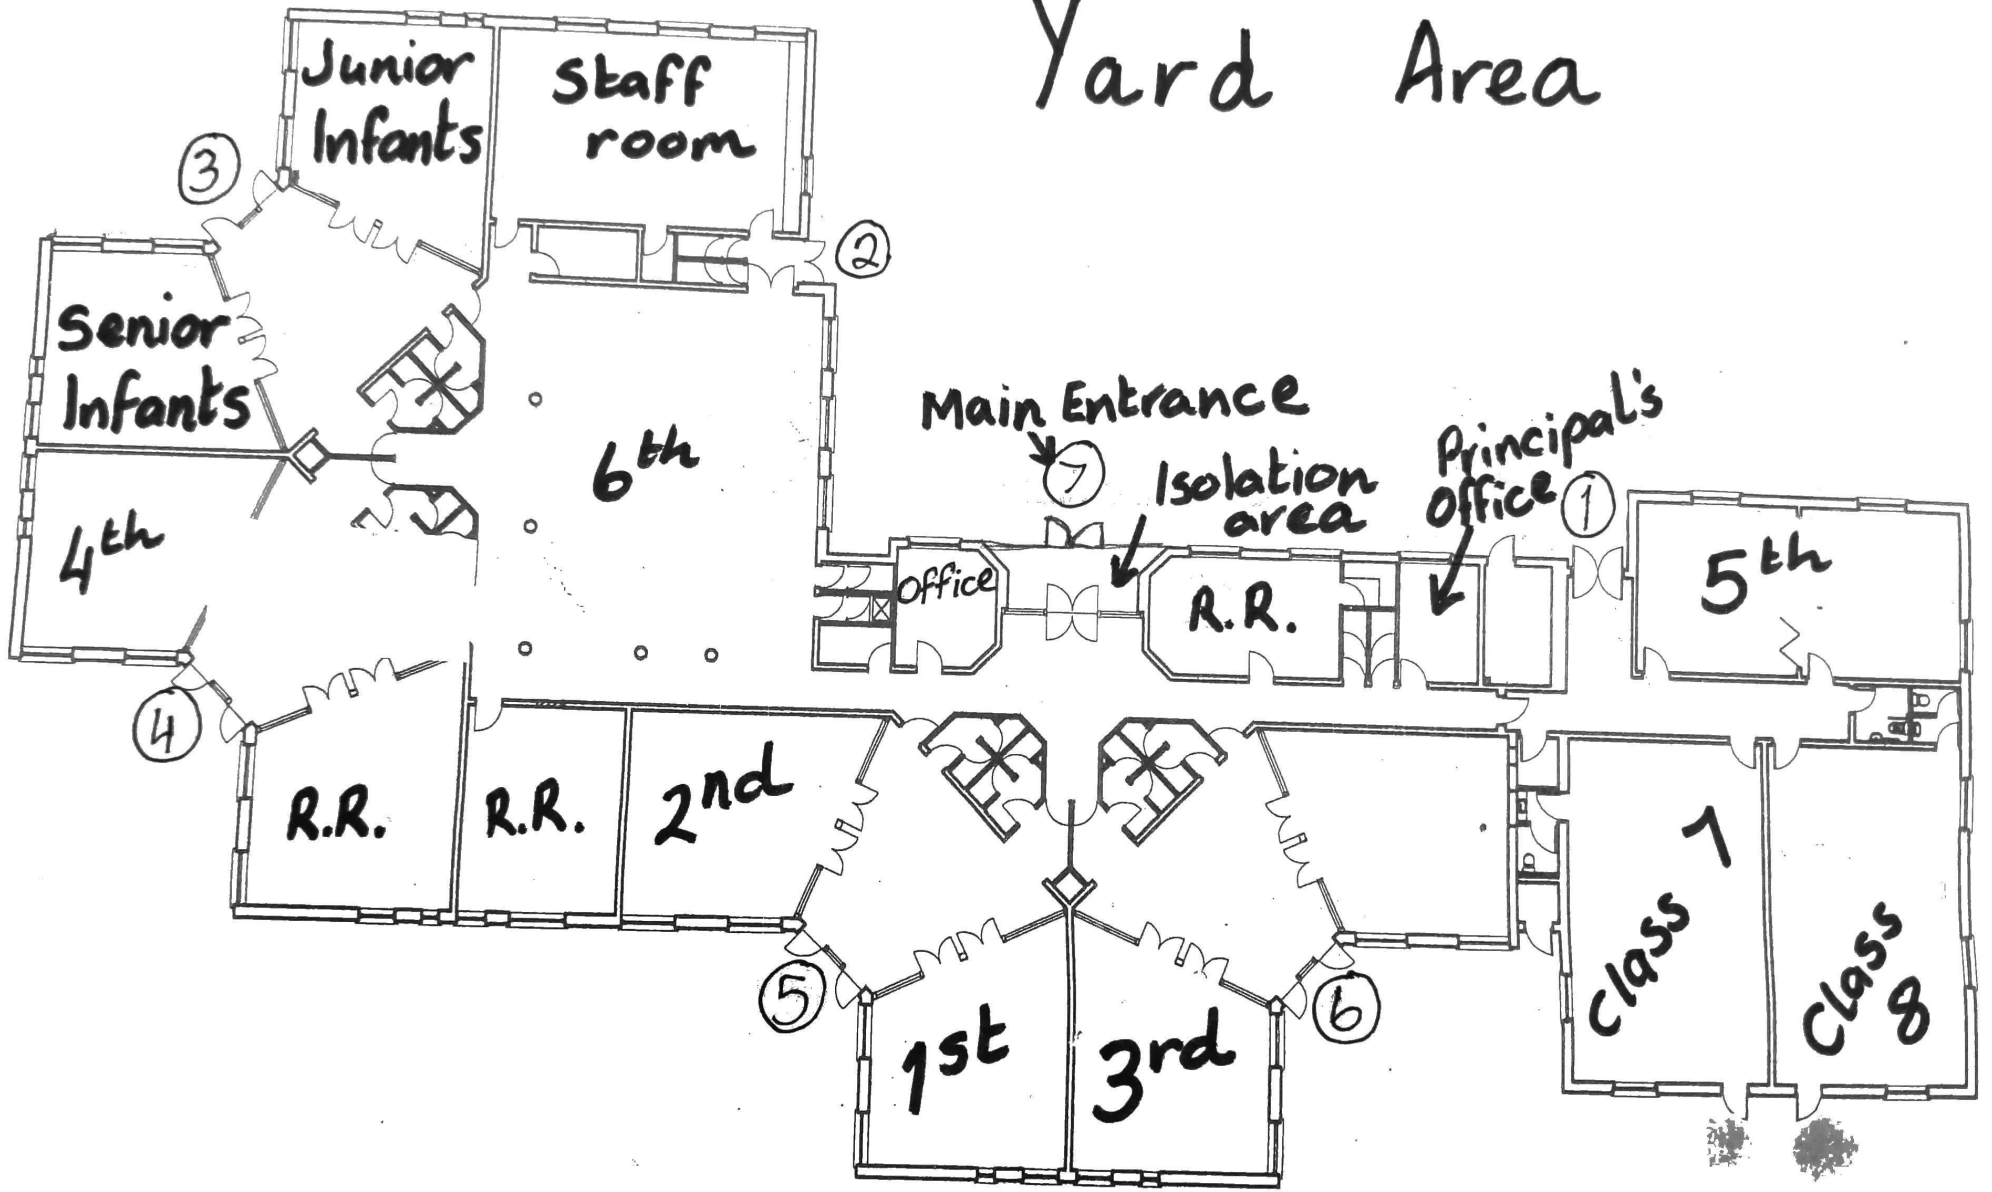 Yard Area
Junior
Infants
Staff
room
3
2
Senior
Infants
Main Entrance
7
Isolation
area
Principal's
Office
1
6th
4th
Office
R.R.
5th
4
R.R.
R.R.
2nd
Class 7
Class
8
5
6
1st
3rd